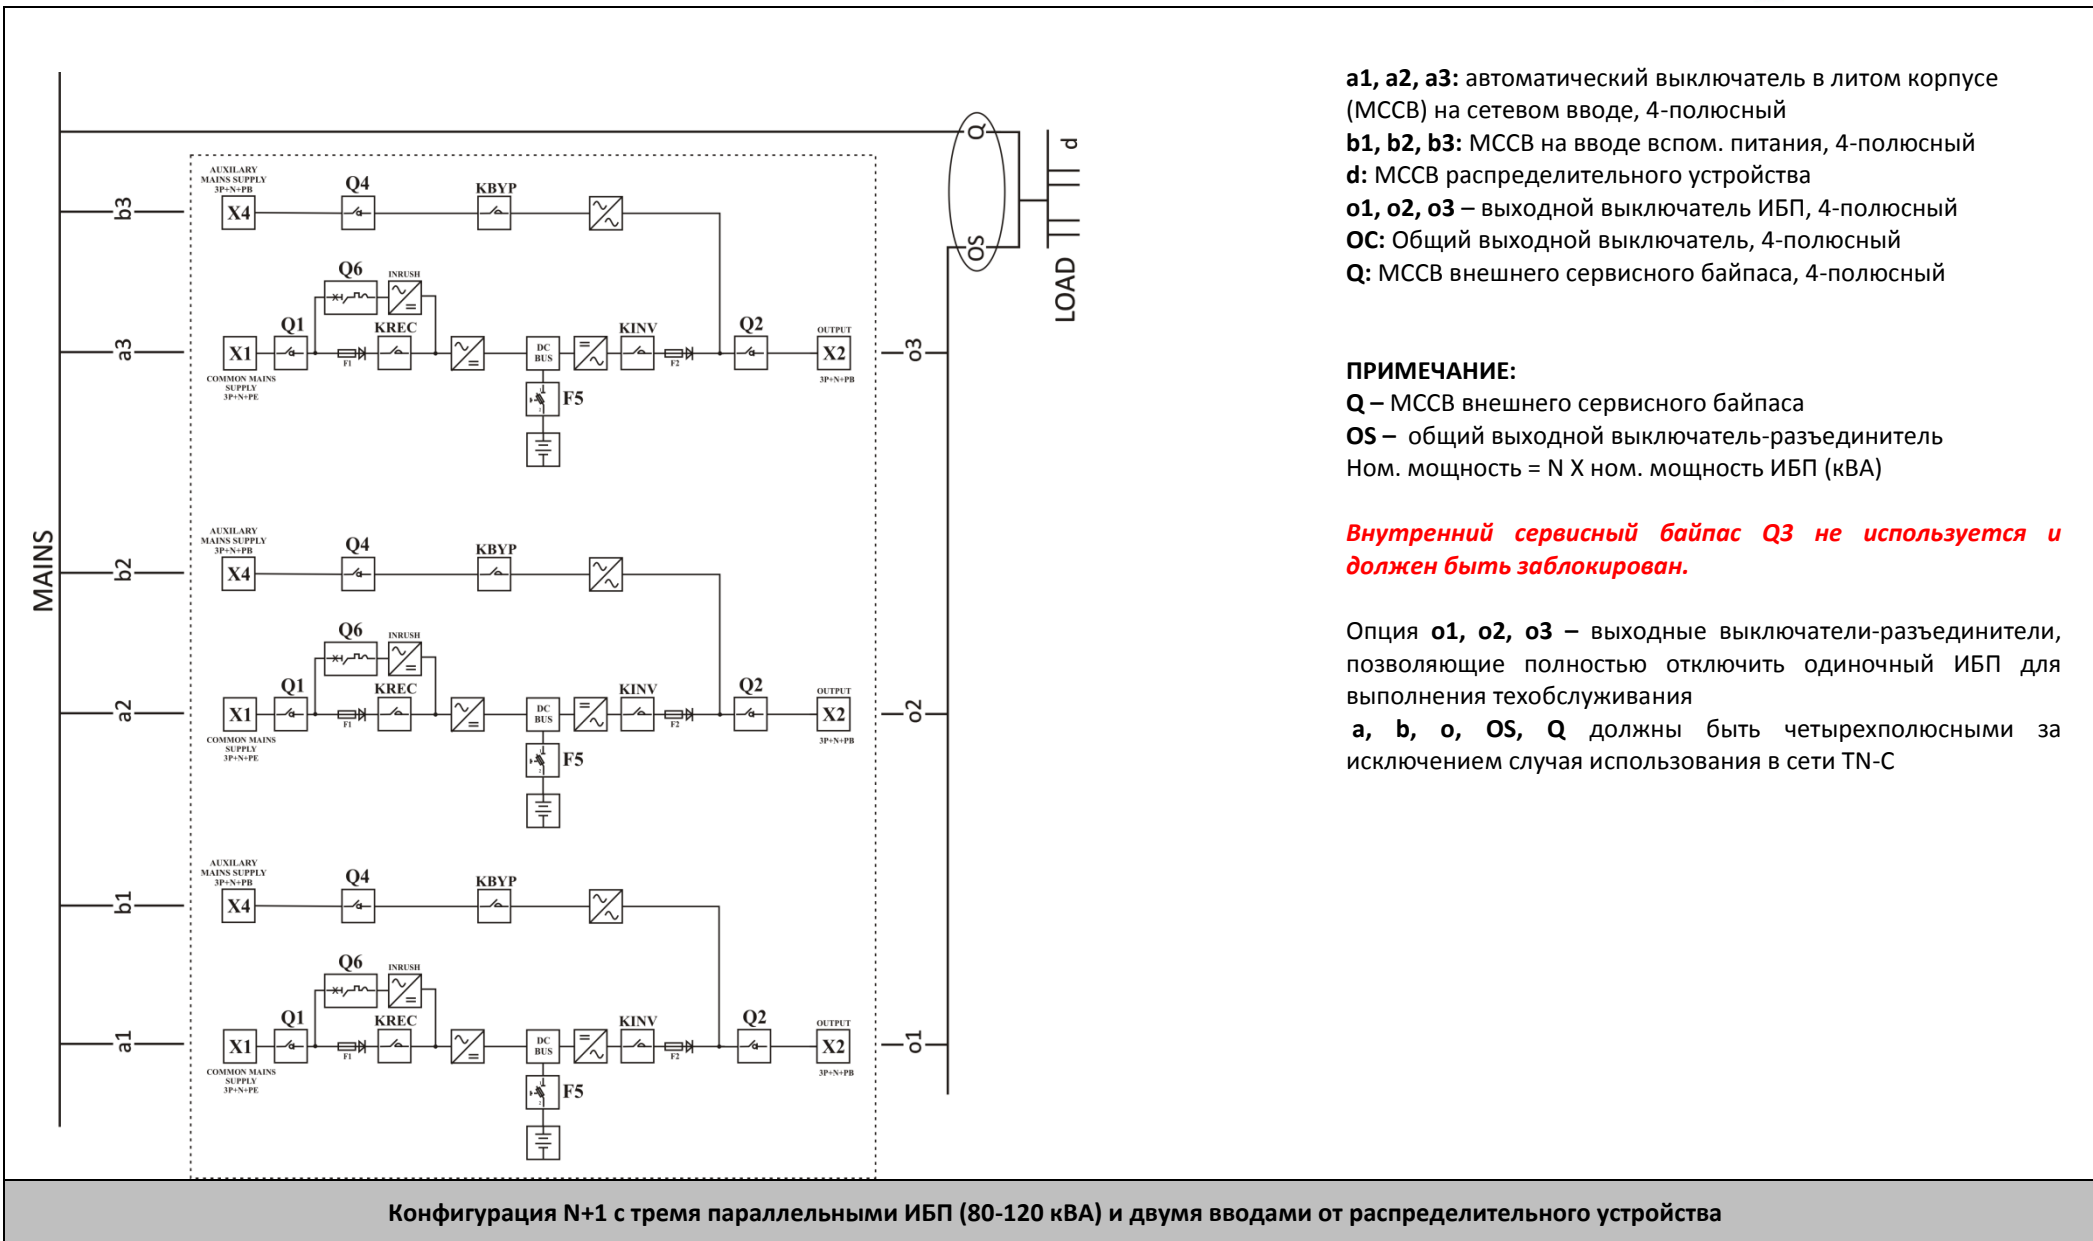 MAINS
b3
a3
b2
a2
b1
a1
AUXILARY
MAINS SUPPLY
3P+N+PB
X4
Q4
KBYP
Q6
INRUSH
Q1
KREC
KINV
Q2
OUTPUT
X1
F1
DC
BUS
F2
X2
COMMON MAINS
SUPPLY
3P+N+PE
3P+N+PB
F5
o3
AUXILARY
MAINS SUPPLY
3P+N+PB
X4
Q4
KBYP
Q6
INRUSH
Q1
KREC
KINV
Q2
OUTPUT
X1
F1
DC
BUS
F2
X2
COMMON MAINS
SUPPLY
3P+N+PE
3P+N+PB
F5
o2
AUXILARY
MAINS SUPPLY
3P+N+PB
X4
Q4
KBYP
Q6
INRUSH
Q1
KREC
KINV
Q2
OUTPUT
X1
F1
DC
BUS
F2
X2
COMMON MAINS
SUPPLY
3P+N+PE
3P+N+PB
F5
o1
Q
OS
d
LOAD
a1, a2, a3: автоматический выключатель в литом корпусе
(MCCB) на сетевом вводе, 4-полюсный
b1, b2, b3: MCCB на вводе вспом. питания, 4-полюсный
d: MCCB распределительного устройства
o1, o2, o3 – выходной выключатель ИБП, 4-полюсный
ОС: Общий выходной выключатель, 4-полюсный
Q: MCCB внешнего сервисного байпаса, 4-полюсный
ПРИМЕЧАНИЕ:
Q – MCCB внешнего сервисного байпаса
OS – общий выходной выключатель-разъединитель
Ном. мощность = N X ном. мощность ИБП (кВА)
Внутренний сервисный байпас Q3 не используется и
должен быть заблокирован.
Опция o1, o2, o3 – выходные выключатели-разъединители,
позволяющие полностью отключить одиночный ИБП для
выполнения техобслуживания
a, b, o, OS, Q должны быть четырехполюсными за
исключением случая использования в сети TN-C
Конфигурация N+1 с тремя параллельными ИБП (80-120 кВА) и двумя вводами от распределительного устройства